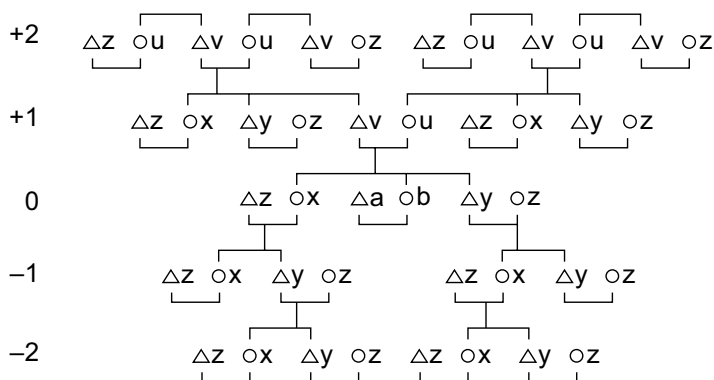 +2 z u v u v z z u v u v z
+1 z x y z v u z x y z
0 z x a b y z
–1 z x y z z x y z
–2 z x y z z x y z